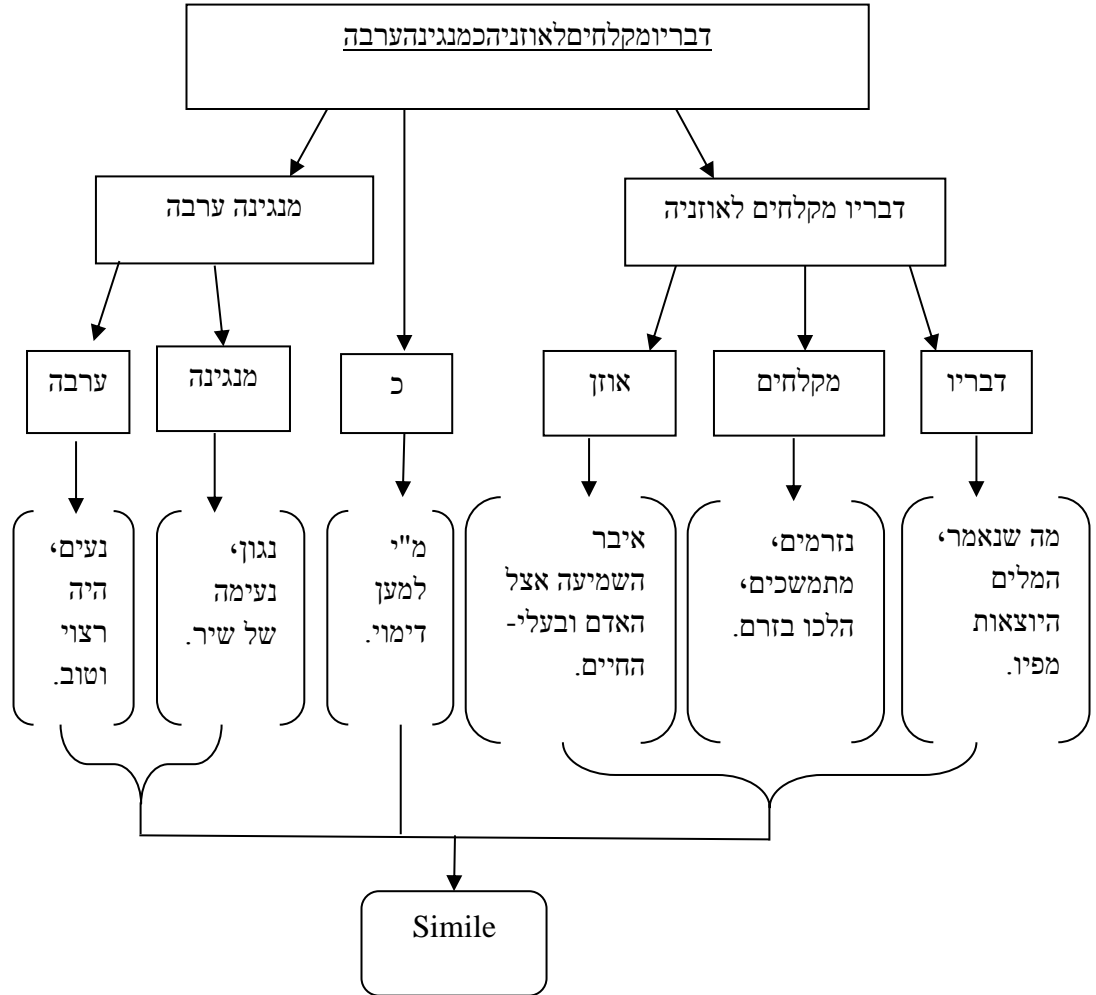 דבריומקלחיםלאוזניהכמנגינהערבה
דבריו מקלחים לאוזניה
מנגינה ערבה
דבריו
מקלחים
אוזן
כ
מנגינה
ערבה
מה שנאמר,
המלים
היוצאות
מפיו.
נזרמים,
מתמשכים,
הלכו בזרם.
איבר
השמיעה אצל
האדם ובעלי-
החיים.
מ"י
למען
דימוי.
נגון,
נעימה
של שיר.
נעים,
היה
רצוי
וטוב.
Simile